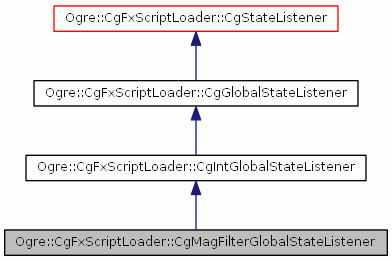 Ogre::CgFxScriptLoader::CgStateListener
Ogre::CgFxScriptLoader::CgGlobalStateListener
Ogre::CgFxScriptLoader::CgIntGlobalStateListener
Ogre::CgFxScriptLoader::CgMagFilterGlobalStateListener